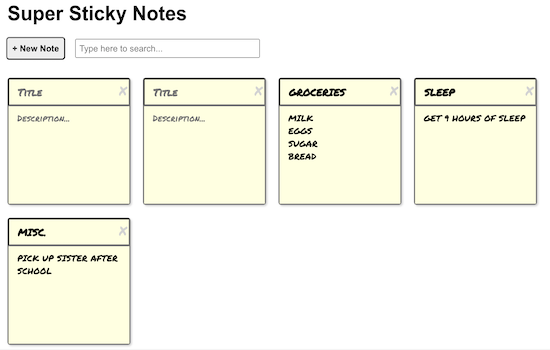 Super Sticky Notes
+ New Note
Type here to search...
Title X
Description...
Title X
Description...
GROCERIES X
MILK
EGGS
SUGAR
BREAD
SLEEP X
GET 9 HOURS OF SLEEP
MISC. X
PICK UP SISTER AFTER
SCHOOL